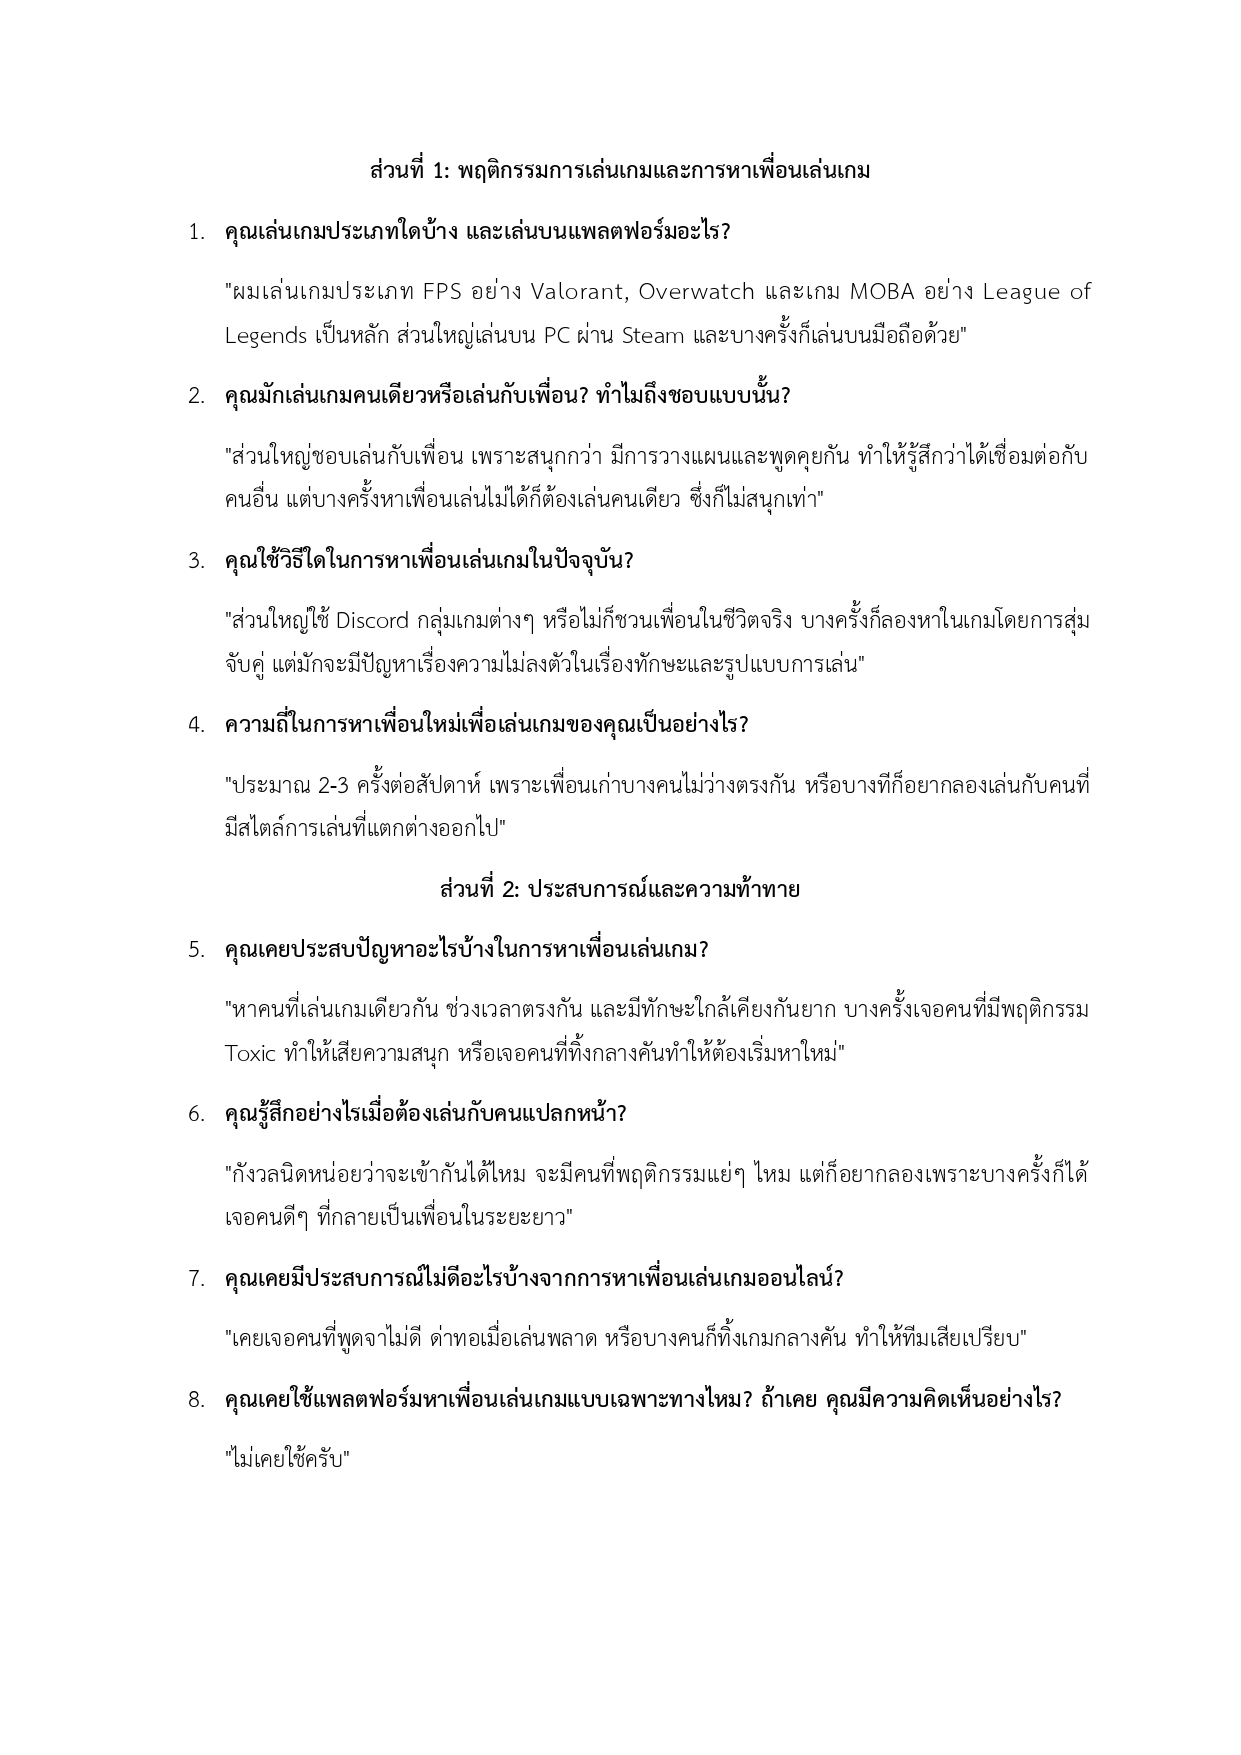 ส่วนที่ 1: พฤติกรรมการเล่นเกมและการหาเพื่อนเล่นเกม
1. คุณเล่นเกมประเภทใดบ้าง และเล่นบนแพลตฟอร์มอะไร?
"ผมเล่นเกมประเภท FPS อย่าง Valorant, Overwatch และเกม MOBA อย่าง League of
Legends เป็นหลัก ส่วนใหญ่เล่นบน PC ผ่าน Steam และบางครั้งก็เล่นบนมือถือด้วย"
2. คุณมักเล่นเกมคนเดียวหรือเล่นกับเพื่อน? ทำไมถึงชอบแบบนั้น?
"ส่วนใหญ่ชอบเล่นกับเพื่อน เพราะสนุกกว่า มีการวางแผนและพูดคุยกัน ทำให้รู้สึกว่าได้เชื่อมต่อกับ
คนอื่น แต่บางครั้งหาเพื่อนเล่นไม่ได้ก็ต้องเล่นคนเดียว ซึ่งก็ไม่สนุกเท่า"
3. คุณใช้วิธีใดในการหาเพื่อนเล่นเกมในปัจจุบัน?
"ส่วนใหญ่ใช้ Discord กลุ่มเกมต่างๆ หรือไม่ก็ชวนเพื่อนในชีวิตจริง บางครั้งก็ลองหาในเกมโดยการสุ่ม
จับคู่ แต่มักจะมีปัญหาเรื่องความไม่ลงตัวในเรื่องทักษะและรูปแบบการเล่น"
4. ความถี่ในการหาเพื่อนใหม่เพื่อเล่นเกมของคุณเป็นอย่างไร?
"ประมาณ 2-3 ครั้งต่อสัปดาห์ เพราะเพื่อนเก่าบางคนไม่ว่างตรงกัน หรือบางทีก็อยากลองเล่นกับคนที่
มีสไตล์การเล่นที่แตกต่างออกไป"
ส่วนที่ 2: ประสบการณ์และความท้าทาย
5. คุณเคยประสบปัญหาอะไรบ้างในการหาเพื่อนเล่นเกม?
"หาคนที่เล่นเกมเดียวกัน ช่วงเวลาตรงกัน และมีทักษะใกล้เคียงกันยาก บางครั้งเจอคนที่มีพฤติกรรม
Toxic ทำให้เสียความสนุก หรือเจอคนที่ทิ้งกลางคันทำให้ต้องเริ่มหาใหม่"
6. คุณรู้สึกอย่างไรเมื่อต้องเล่นกับคนแปลกหน้า?
"กังวลนิดหน่อยว่าจะเข้ากันได้ไหม จะมีคนที่พฤติกรรมแย่ๆ ไหม แต่ก็อยากลองเพราะบางครั้งก็ได้
เจอคนดีๆ ที่กลายเป็นเพื่อนในระยะยาว"
7. คุณเคยมีประสบการณ์ไม่ดีอะไรบ้างจากการหาเพื่อนเล่นเกมออนไลน์?
"เคยเจอคนที่พูดจาไม่ดี ด่าทอเมื่อเล่นพลาด หรือบางคนก็ทิ้งเกมกลางคัน ทำให้ทีมเสียเปรียบ"
8. คุณเคยใช้แพลตฟอร์มหาเพื่อนเล่นเกมแบบเฉพาะทางไหม? ถ้าเคย คุณมีความคิดเห็นอย่างไร?
"ไม่เคยใช้ครับ"